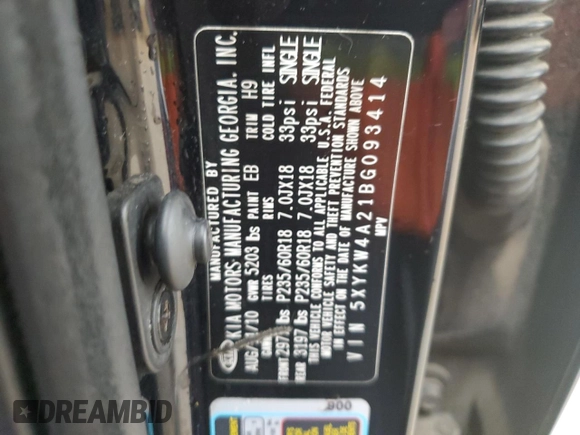 MANUFACTURED BY
KIA MOTORS MANUFACTURING GEORGIA, INC.
GWR 5203 lbs PAINT EB TRIM H9
TIRES RIMS COLD TIRE INFL
lbs P235/60R18 7.0JX18 33psi SINGLE
REAR 3197 lbs P235/60R18 7.0JX18 33psi SINGLE
THIS VEHICLE CONFORMS TO ALL APPLICABLE U.S.A. FEDERAL
MOTOR VEHICLE SAFETY AND THEFT PREVENTION STANDARDS
IN EFFECT ON THE DATE OF MANUFACTURE SHOWN ABOVE
VIN 5XYKW4A21BG093414
MPV
900
DREAMBID